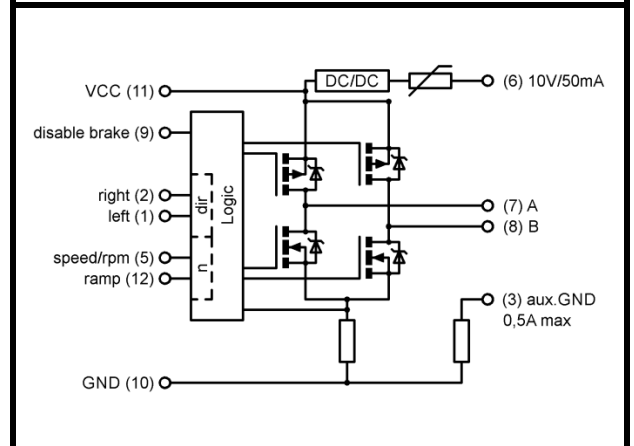 DC/DC
(6) 10V/50mA
VCC (11)
disable brake (9)
right (2)
left (1)
dir
Logic
(7) A
(8) B
speed/rpm (5)
ramp (12)
n
(3) aux.GND
0,5A max
GND (10)